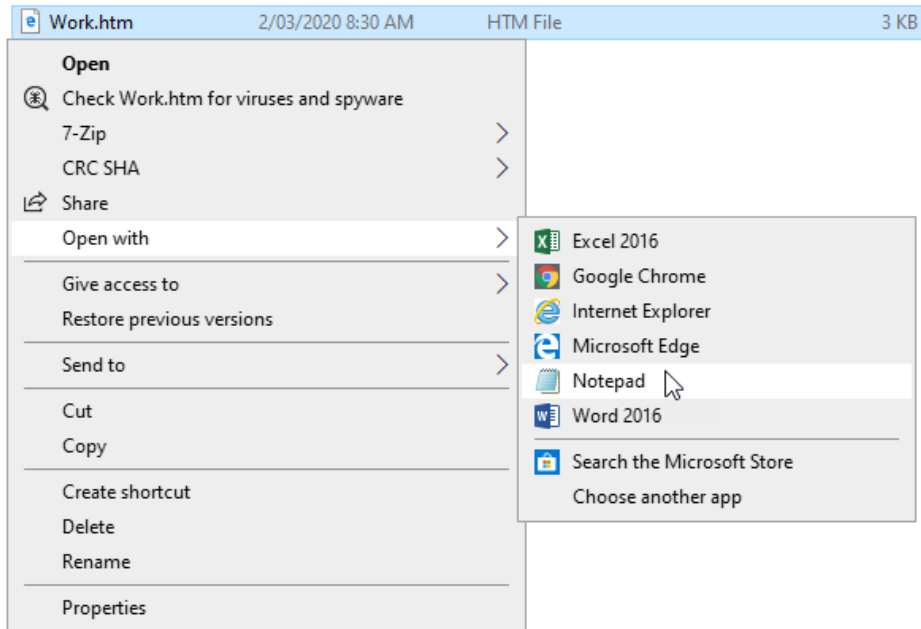 Work.htm 2/03/2020 8:30 AM HTM File 3 KB
Open
Check Work.htm for viruses and spyware
7-Zip
CRC SHA
Share
Open with
Give access to
Restore previous versions
Send to
Cut
Copy
Create shortcut
Delete
Rename
Properties
Excel 2016
Google Chrome
Internet Explorer
Microsoft Edge
Notepad
Word 2016
Search the Microsoft Store
Choose another app